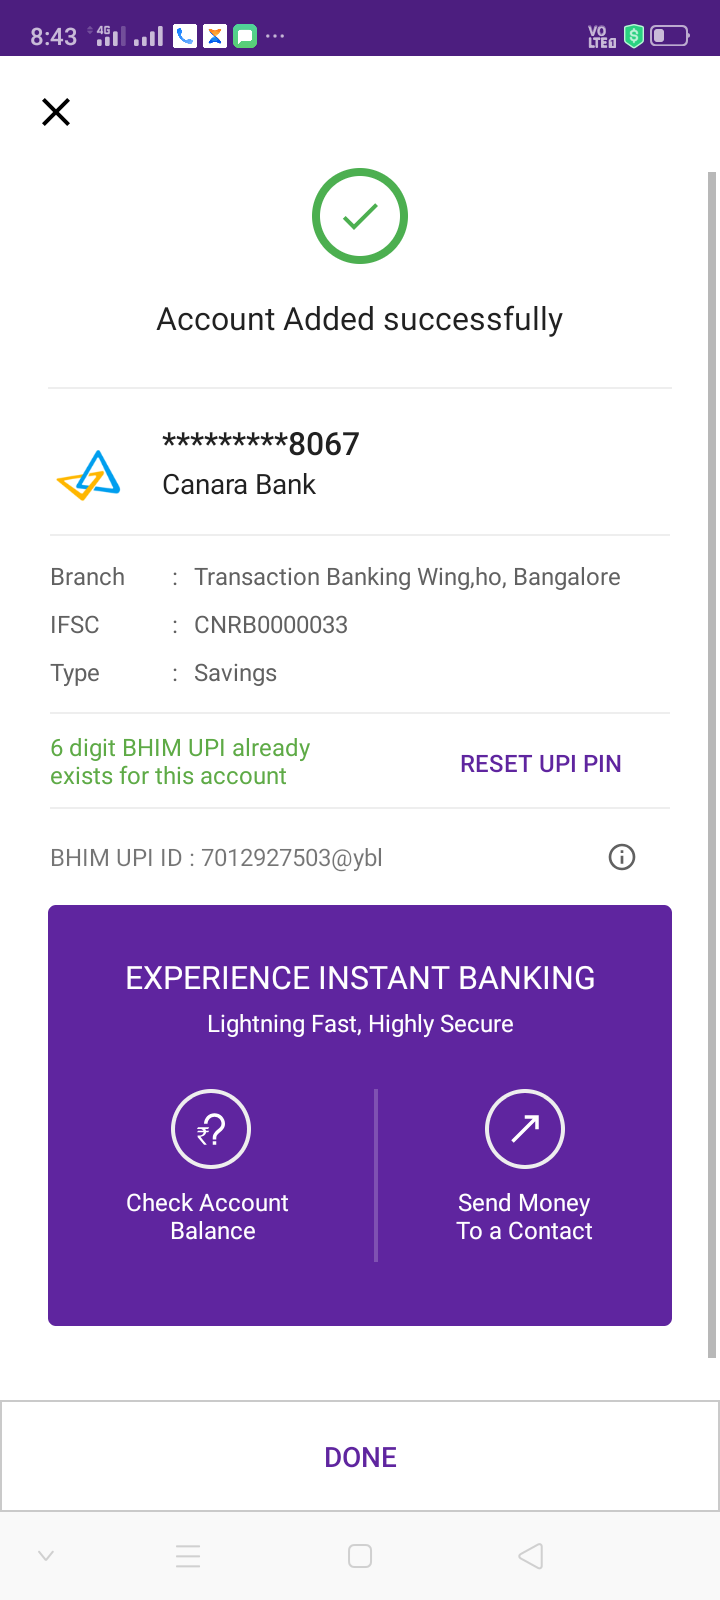 8:43 4G VO LTE 1
Account Added successfully
*********8067
Canara Bank
Branch : Transaction Banking Wing,ho, Bangalore
IFSC : CNRB0000033
Type : Savings
6 digit BHIM UPI already
exists for this account
RESET UPI PIN
BHIM UPI ID : 7012927503@ybl
EXPERIENCE INSTANT BANKING
Lightning Fast, Highly Secure
₹?
Check Account
Balance
Send Money
To a Contact
DONE